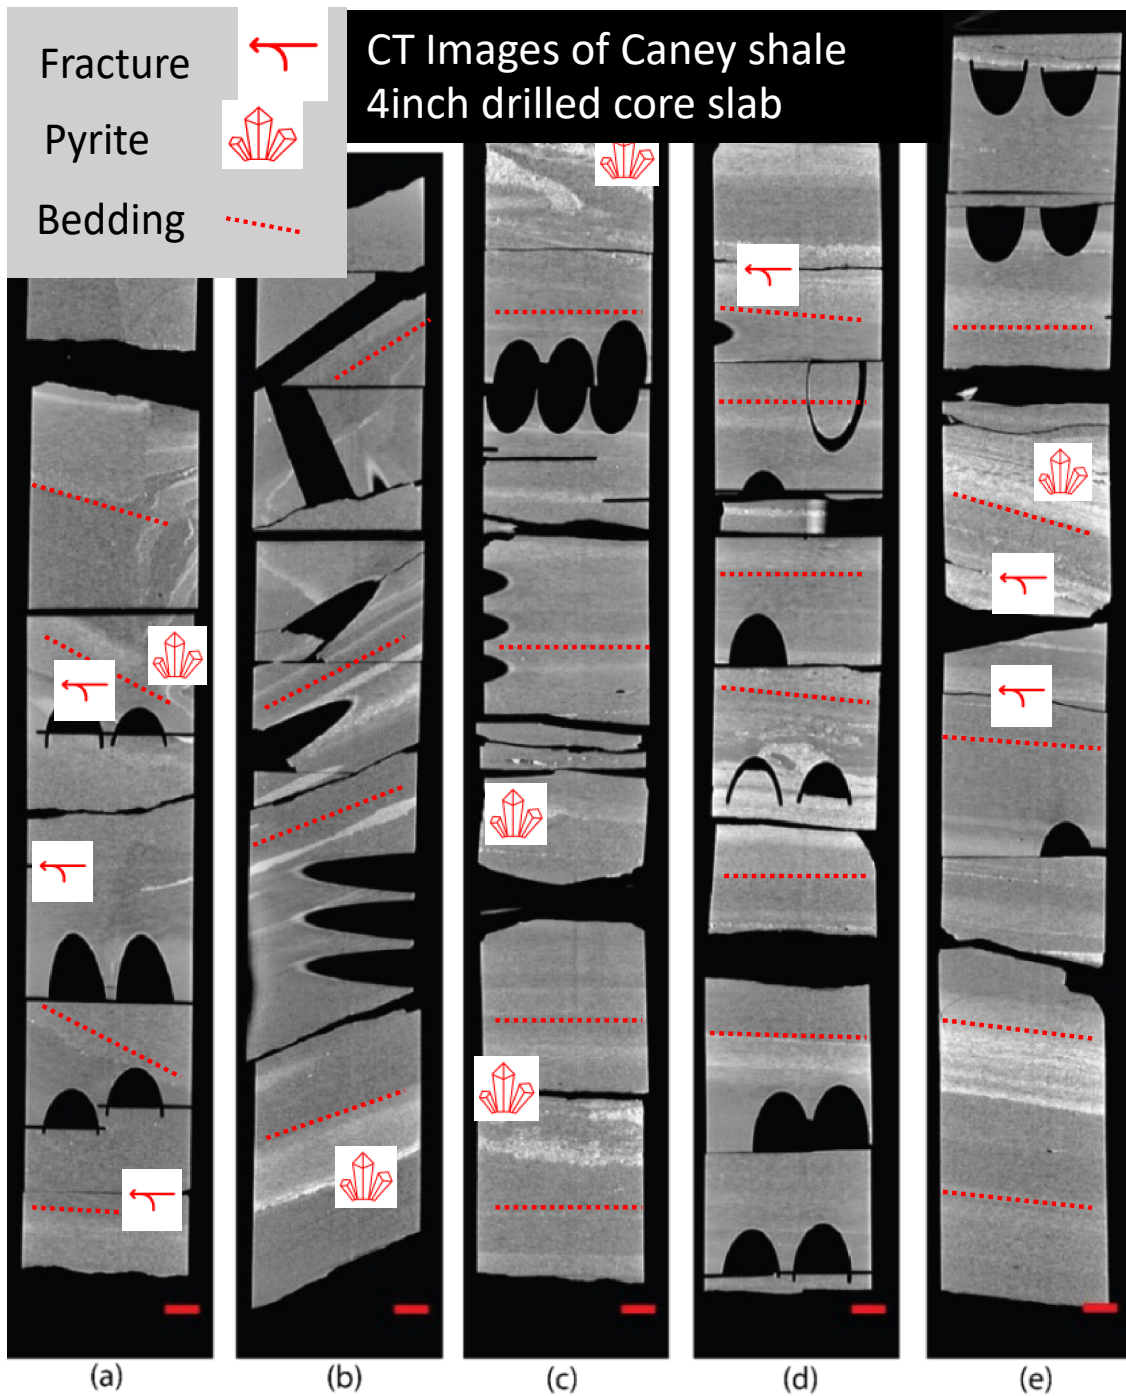 Fracture
Pyrite
Bedding
CT Images of Caney shale
4inch drilled core slab
(a)
(b)
(c)
(d)
(e)